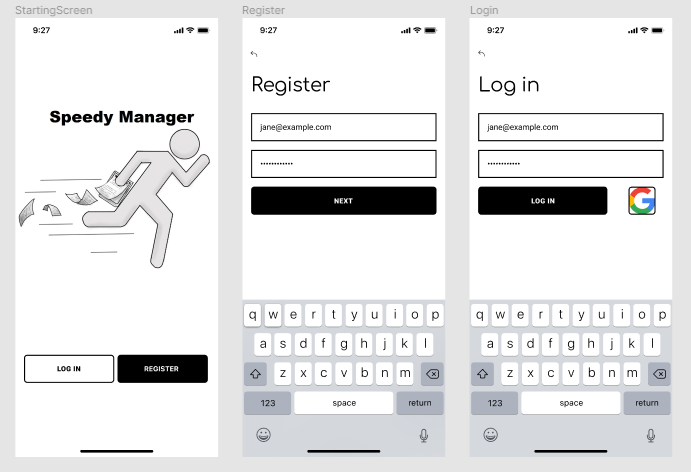 StartingScreen
9:27
Speedy Manager
LOG IN
REGISTER
Register
9:27
Register
jane@example.com
••••••••••••
NEXT
q w e r t y u i o p
a s d f g h j k l
z x c v b n m
123 space return
Login
9:27
Log in
jane@example.com
••••••••••••
LOG IN
G
q w e r t y u i o p
a s d f g h j k l
z x c v b n m
123 space return